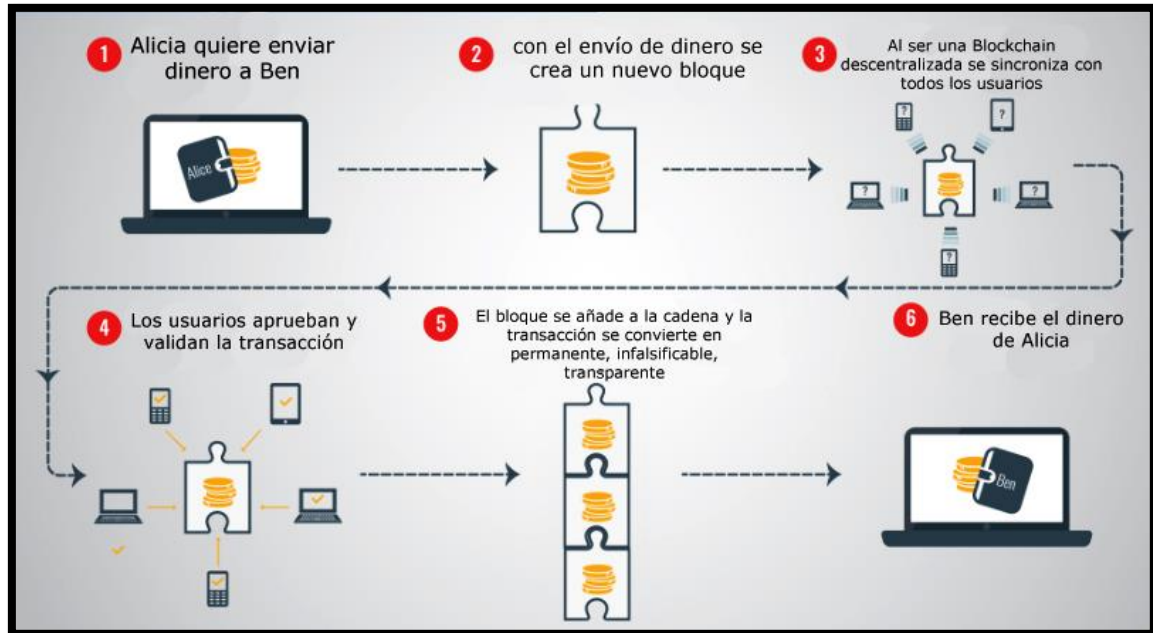 1
Alicia quiere enviar
dinero a Ben
Alice
2
con el envío de dinero se
crea un nuevo bloque
3
Al ser una Blockchain
descentralizada se sincroniza con
todos los usuarios
?
?
?
?
?
4
Los usuarios aprueban y
validan la transacción
5
El bloque se añade a la cadena y la
transacción se convierte en
permanente, infalsificable,
transparente
6
Ben recibe el dinero
de Alicia
Ben